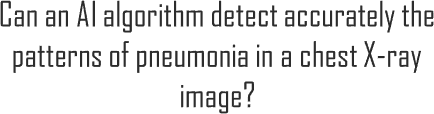 Can an AI algorithm detect accurately the
patterns of pneumonia in a chest X-ray
image?